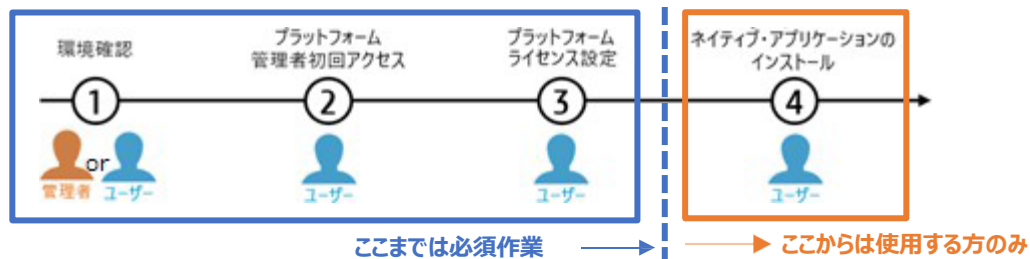 環境確認
プラットフォーム
管理者初回アクセス
プラットフォーム
ライセンス設定
ネイティブ・アプリケーションの
インストール
1
2
3
4
or
管理者
ユーザー
ユーザー
ユーザー
ユーザー
ここまでは必須作業
ここからは使用する方のみ